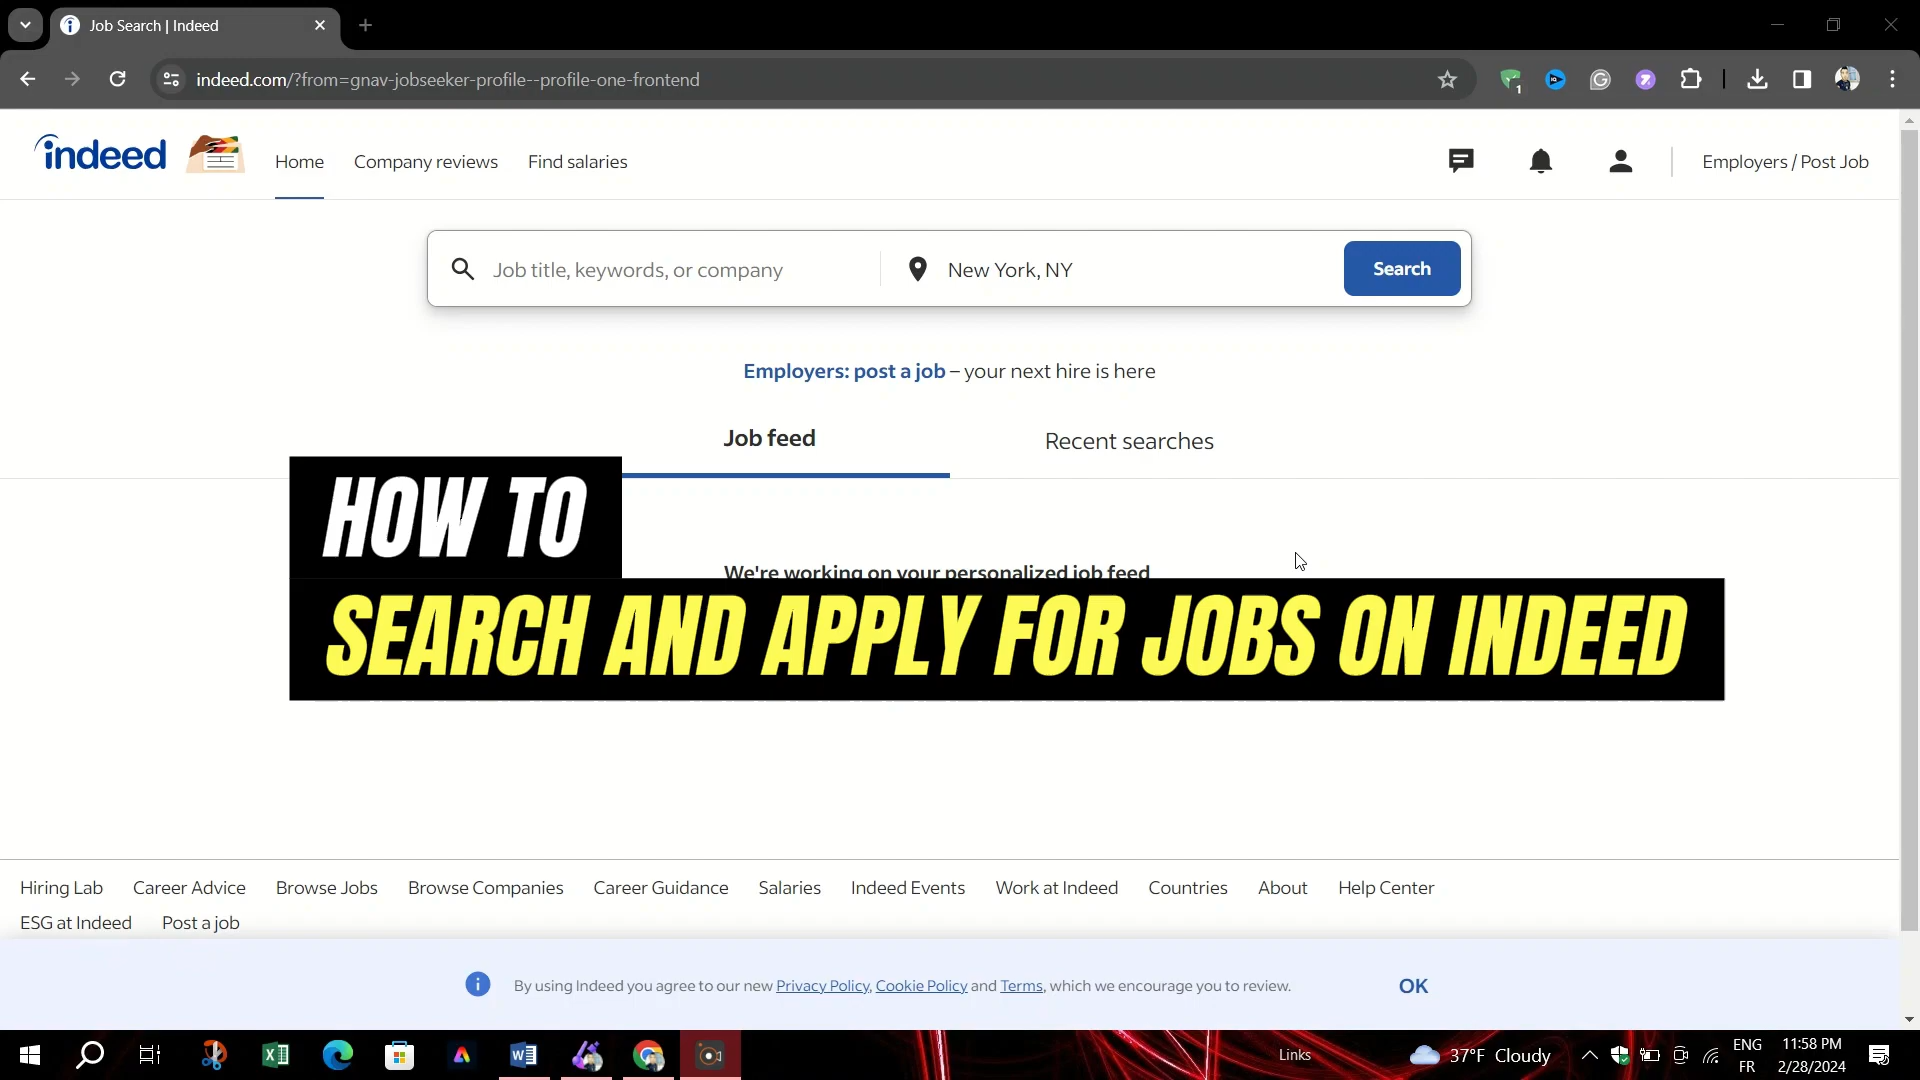 Job Search | Indeed
indeed.com/?from=gnav-jobseeker-profile--profile-one-frontend
1
indeed
Home Company reviews Find salaries Employers / Post Job
Job title, keywords, or company New York, NY Search
Employers: post a job – your next hire is here
Job feed Recent searches
HOW TO
We're working on your personalized job feed
SEARCH AND APPLY FOR JOBS ON INDEED
Hiring Lab Career Advice Browse Jobs Browse Companies Career Guidance Salaries Indeed Events Work at Indeed Countries About Help Center
ESG at Indeed Post a job
By using Indeed you agree to our new Privacy Policy, Cookie Policy and Terms, which we encourage you to review. OK
Links 37°F Cloudy ENG 11:58 PM
FR 2/28/2024